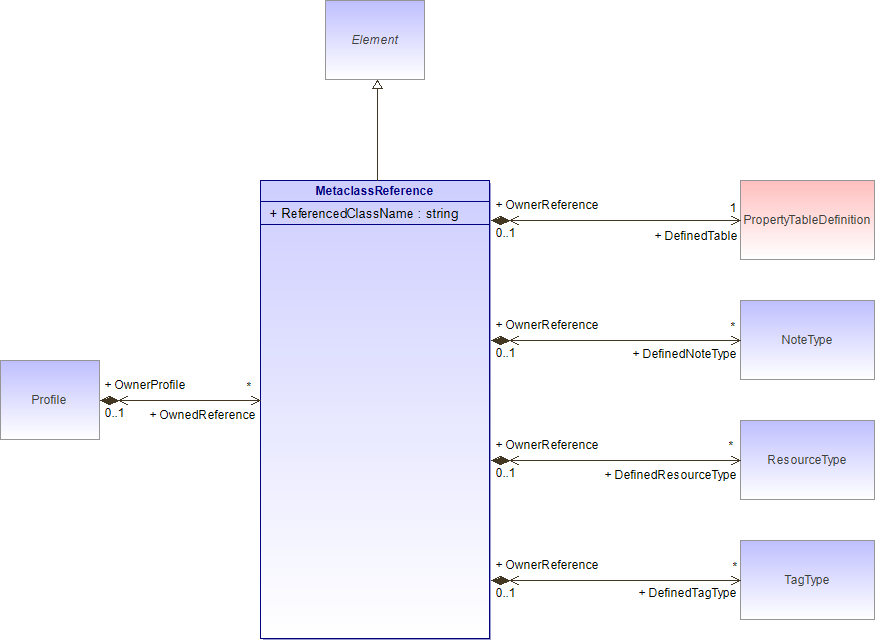 Element
MetaclassReference
+ ReferencedClassName : string
+ OwnerReference
1
PropertyTableDefinition
0..1
+ DefinedTable
+ OwnerReference
*
NoteType
0..1
+ DefinedNoteType
Profile
+ OwnerProfile
*
0..1
+ OwnedReference
+ OwnerReference
*
ResourceType
0..1
+ DefinedResourceType
+ OwnerReference
*
TagType
0..1
+ DefinedTagType